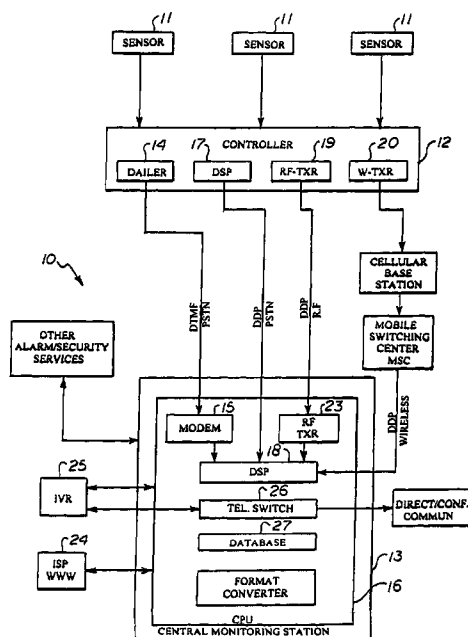 11
11
11
SENSOR
SENSOR
SENSOR
CONTROLLER
14
17
19
20
DAILER
DSP
RF-TXR
W-TXR
12
CELLULAR
BASE
STATION
10
DTMF
PSTN
DDP
PSTN
DDP
R.F
MOBILE
SWITCHING
CENTER
MSC
OTHER
ALARM/SECURITY
SERVICES
DDP
WIRELESS
15
23
MODEM
RF
TXR
18
DSP
25
IVR
26
TEL. SWITCH
DIRECT/CONF.
COMMUN
27
DATABASE
24
ISP
WWW
13
FORMAT
CONVERTER
16
CPU
CENTRAL MONITORING STATION